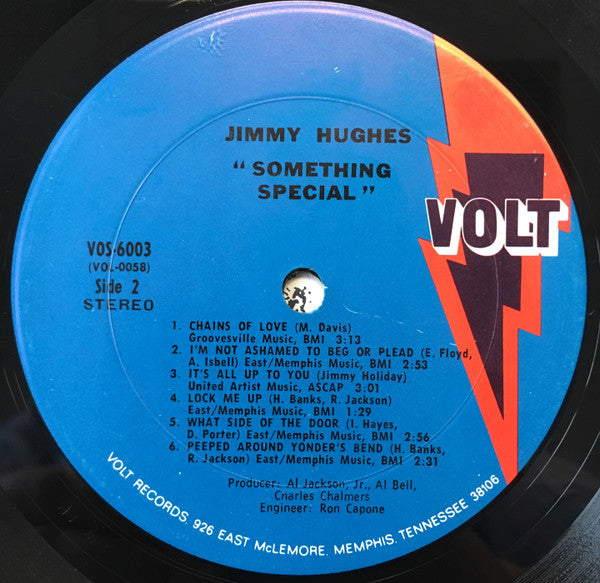 JIMMY HUGHES
" SOMETHING
SPECIAL "
VOLT
VOS-6003
(VOL-0058)
Side 2
STEREO
1. CHAINS OF LOVE (M. Davis)
Groovesville Music, BMI 3:13
2. I'M NOT ASHAMED TO BEG OR PLEAD (E. Floyd,
A. Isbell) East/Memphis Music, BMI 2:53
3. IT'S ALL UP TO YOU (Jimmy Holiday)
United Artist Music, ASCAP 3:01
4. LOCK ME UP (H. Banks, R. Jackson)
East/Memphis Music, BMI 1:29
5. WHAT SIDE OF THE DOOR (I. Hayes,
D. Porter) East/Memphis Music, BMI 2:56
6. PEEPED AROUND YONDER'S BEND (H. Banks,
R. Jackson) East/Memphis Music, BMI 2:31
Producer: Al Jackson, Jr., Al Bell,
Charles Chalmers
Engineer: Ron Capone
VOLT RECORDS, 926 EAST McLEMORE, MEMPHIS, TENNESSEE 38106